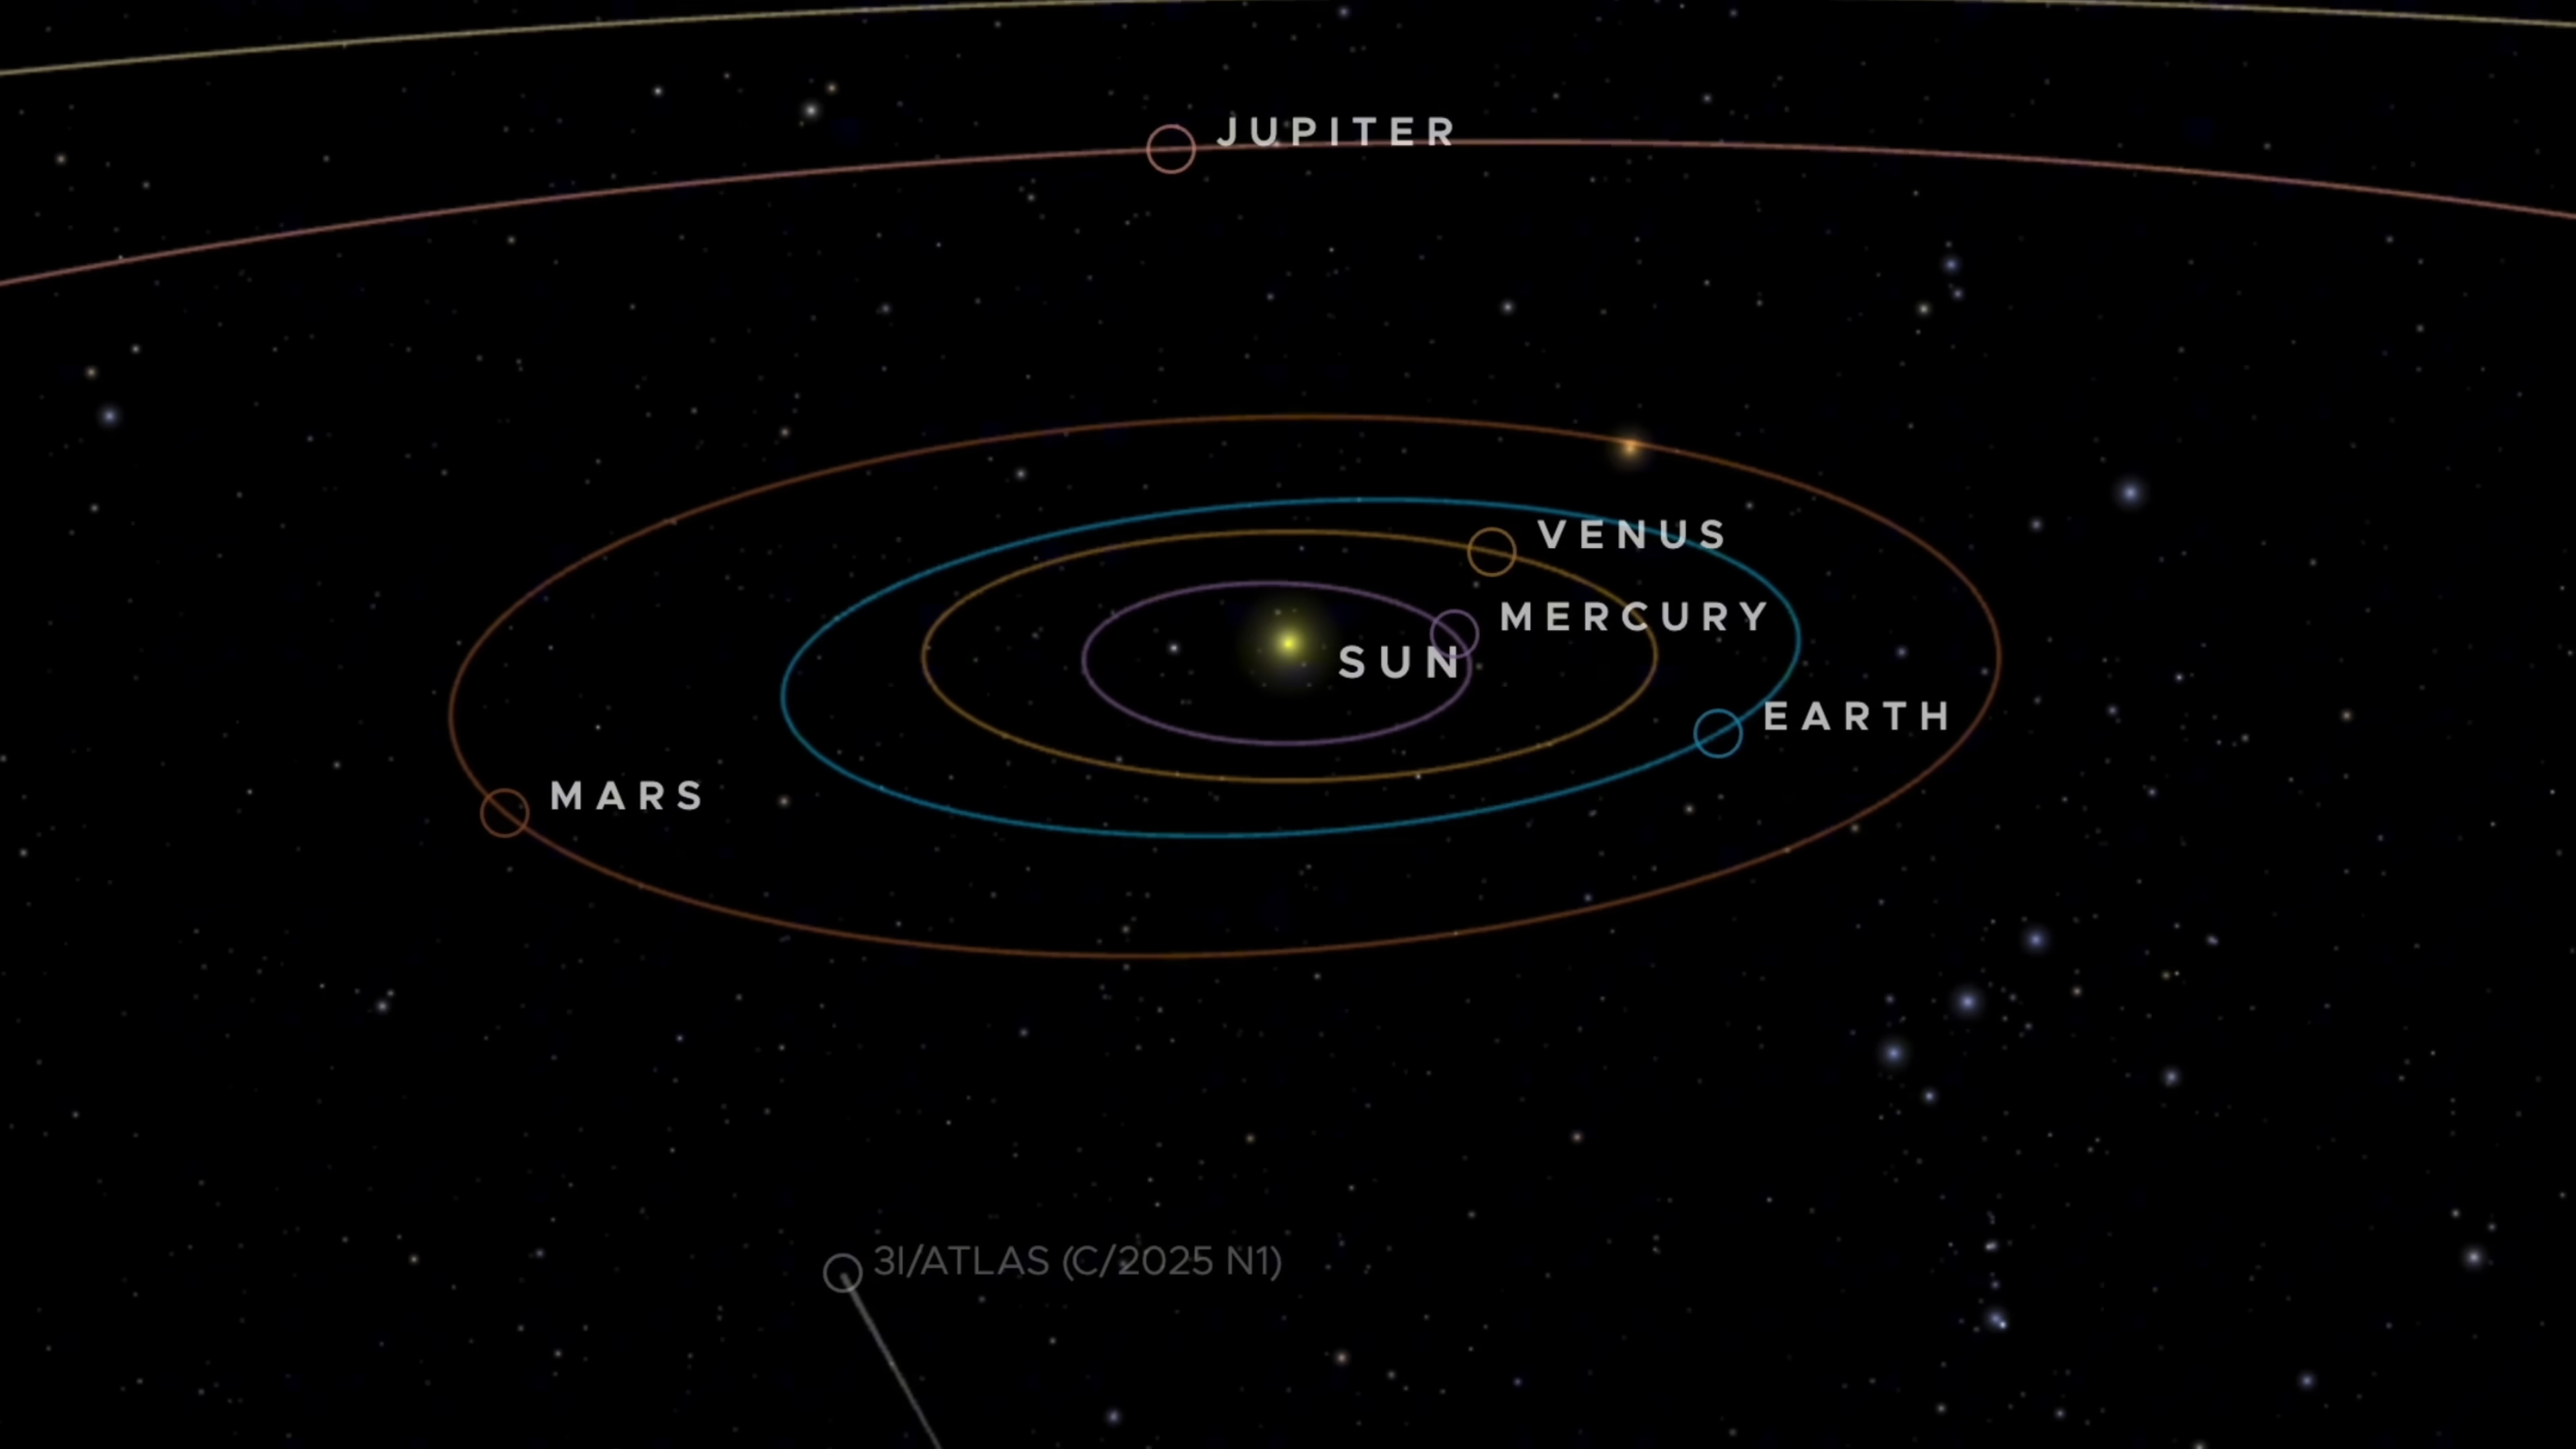 JUPITER
VENUS
MERCURY
SUN
EARTH
MARS
3I/ATLAS (C/2025 N1)